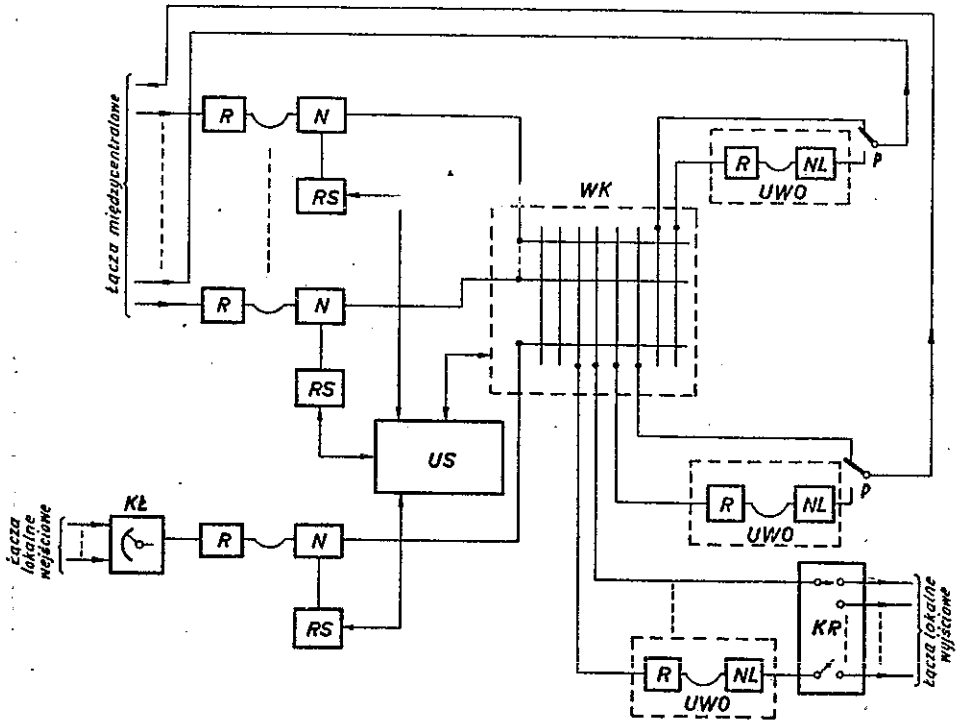 Łącza międzycentralowe
R
N
RS
WK
R
NL
UWO
P
R
N
RS
US
R
NL
UWO
P
Łącza
lokalne
wejściowe
KŁ
R
N
RS
KR
R
NL
UWO
Łącza lokalne
wyjściowe